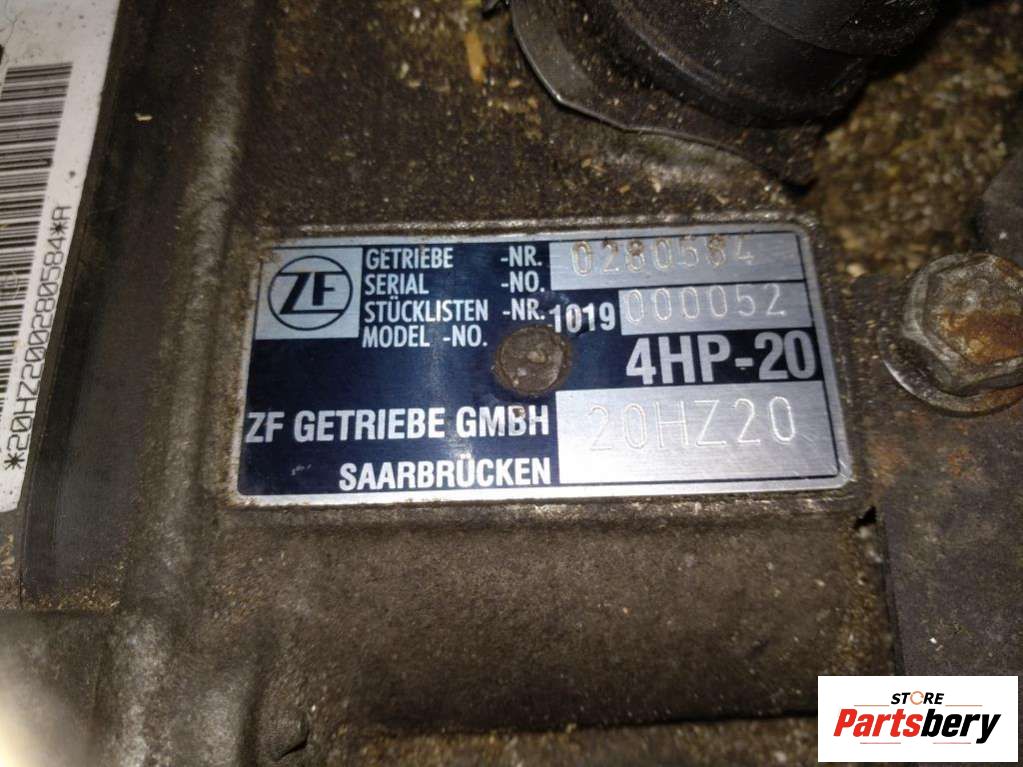 *20HZ2000280584*A
ZF
GETRIEBE -NR. 0280584
SERIAL -NO.
STÜCKLISTEN -NR. 1019 000052
MODEL -NO.
4HP-20
ZF GETRIEBE GMBH 20HZ20
SAARBRÜCKEN
STORE
Partsbery